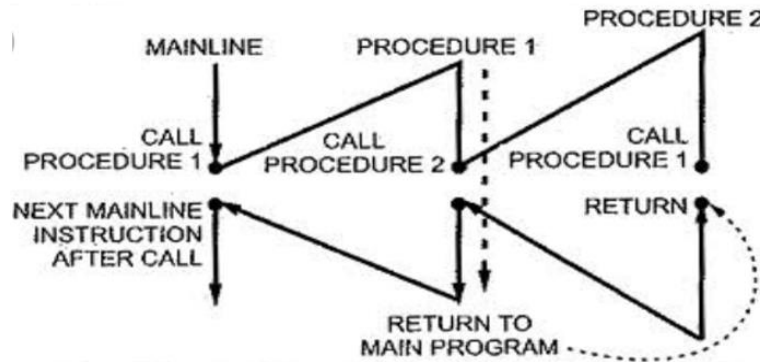 MAINLINE
PROCEDURE 1
PROCEDURE 2
CALL
PROCEDURE 1
CALL
PROCEDURE 2
CALL
PROCEDURE 1
NEXT MAINLINE
INSTRUCTION
AFTER CALL
RETURN
RETURN TO
MAIN PROGRAM